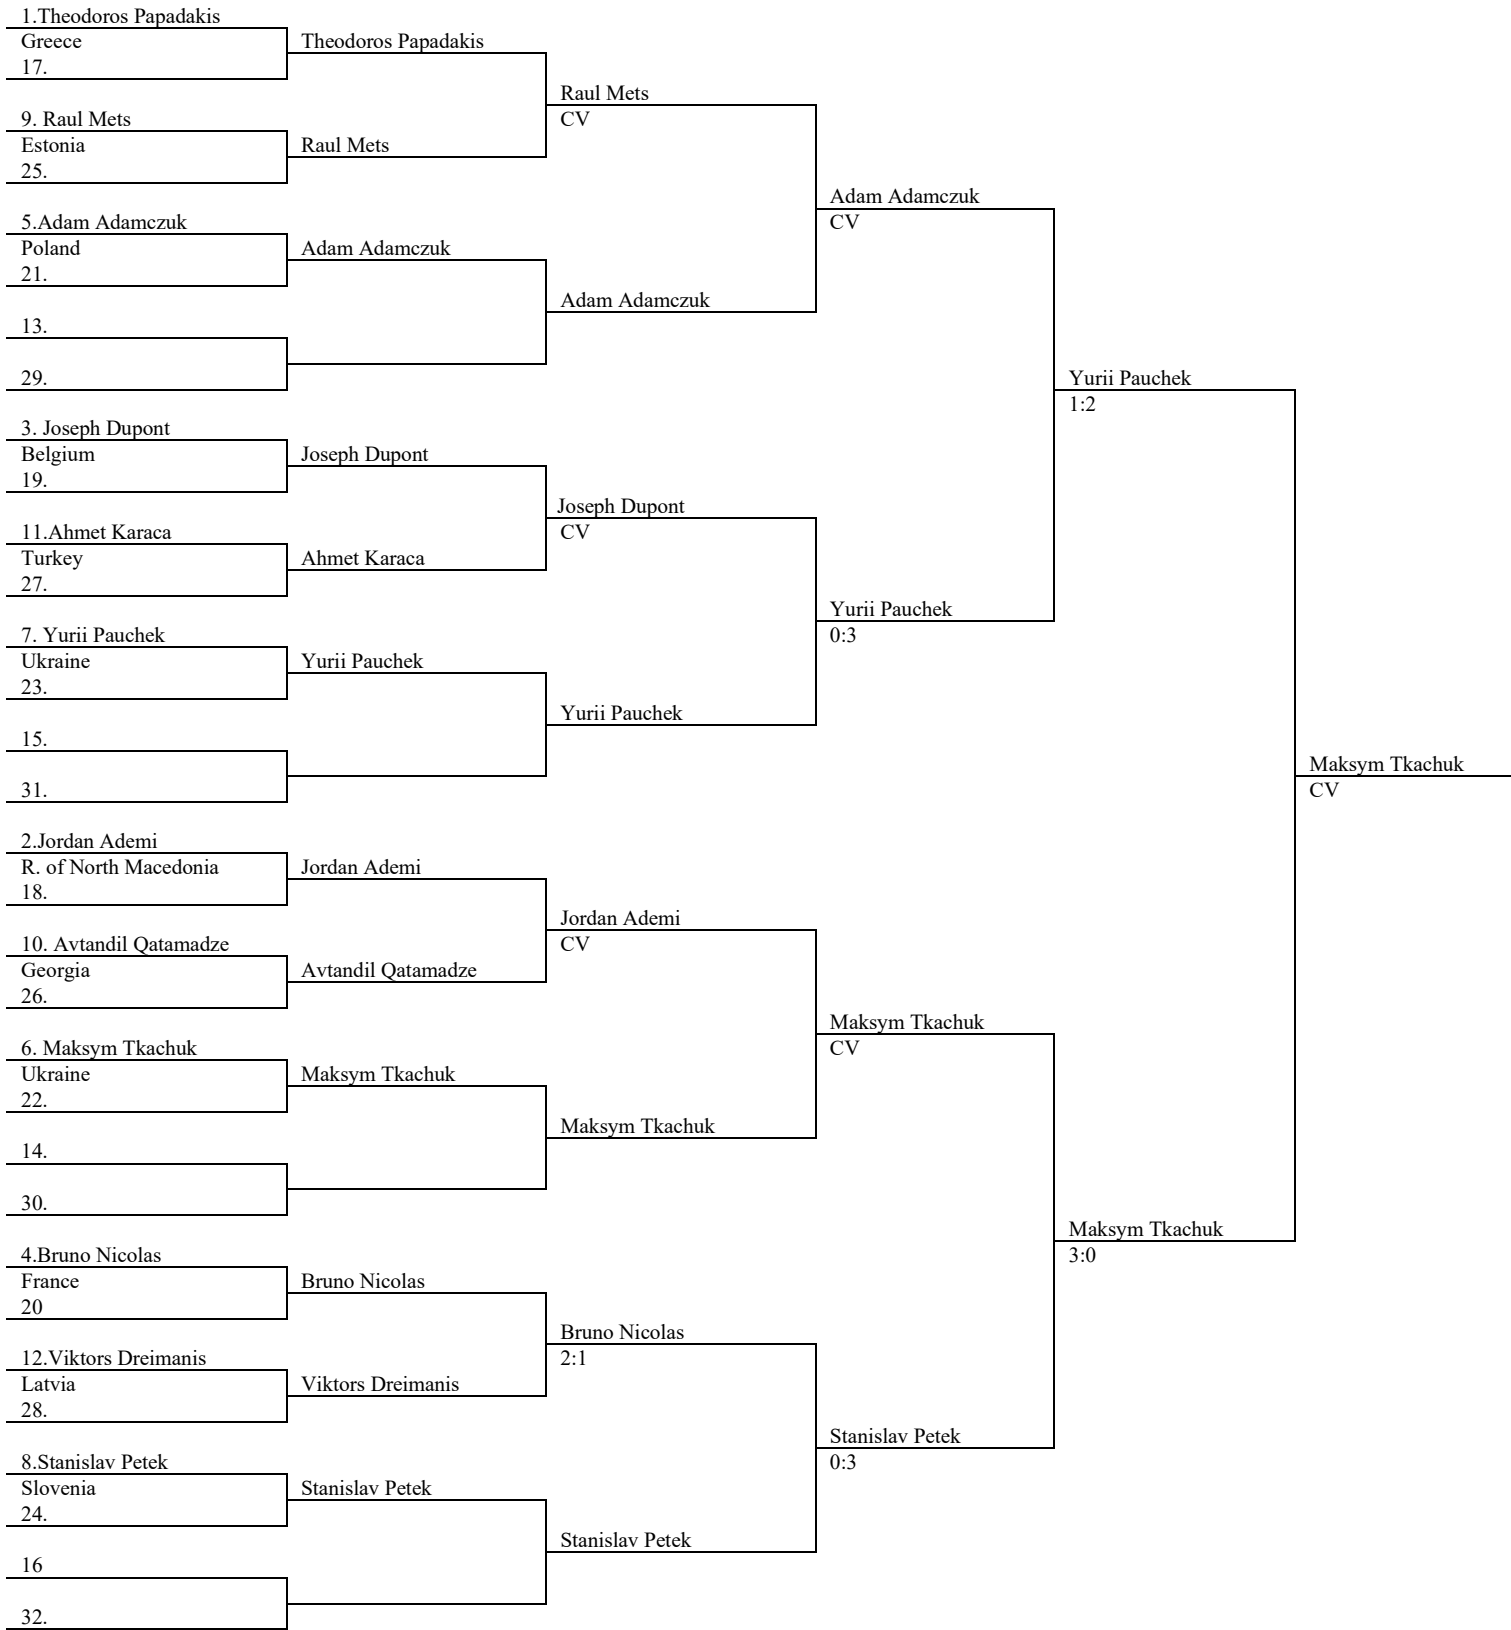 1.Theodoros Papadakis
Greece
17.
9. Raul Mets
Estonia
25.
5.Adam Adamczuk
Poland
21.
13.
29.
3. Joseph Dupont
Belgium
19.
11.Ahmet Karaca
Turkey
27.
7. Yurii Pauchek
Ukraine
23.
15.
31.
2.Jordan Ademi
R. of North Macedonia
18.
10. Avtandil Qatamadze
Georgia
26.
6. Maksym Tkachuk
Ukraine
22.
14.
30.
4.Bruno Nicolas
France
20
12.Viktors Dreimanis
Latvia
28.
8.Stanislav Petek
Slovenia
24.
16
32.
Theodoros Papadakis
Raul Mets
Adam Adamczuk
Joseph Dupont
Ahmet Karaca
Yurii Pauchek
Jordan Ademi
Avtandil Qatamadze
Maksym Tkachuk
Bruno Nicolas
Viktors Dreimanis
Stanislav Petek
Raul Mets
CV
Adam Adamczuk
Joseph Dupont
CV
Yurii Pauchek
Jordan Ademi
CV
Maksym Tkachuk
Bruno Nicolas
2:1
Stanislav Petek
Adam Adamczuk
CV
Yurii Pauchek
0:3
Maksym Tkachuk
CV
Stanislav Petek
0:3
Yurii Pauchek
1:2
Maksym Tkachuk
3:0
Maksym Tkachuk
CV